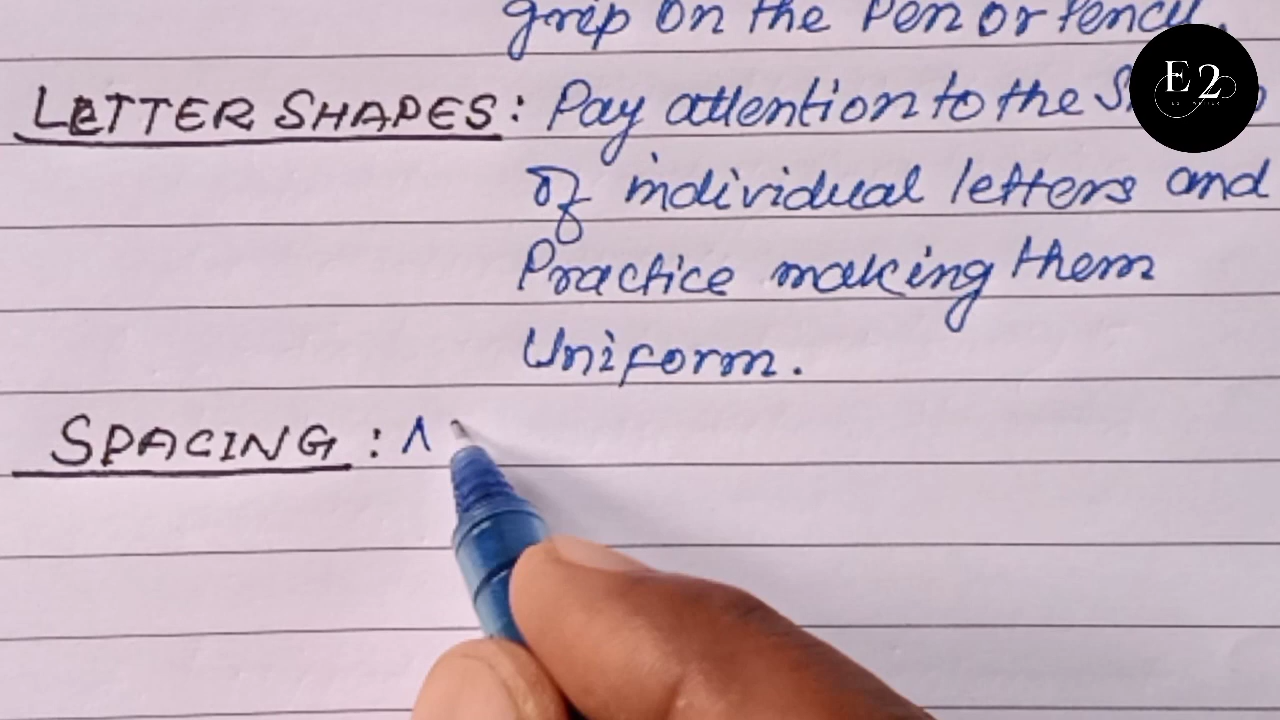 grip on the Pen or Pencil.
LETTER SHAPES: Pay attention to the
of individual letters and
Practice making them
Uniform.
SPACING :
E2